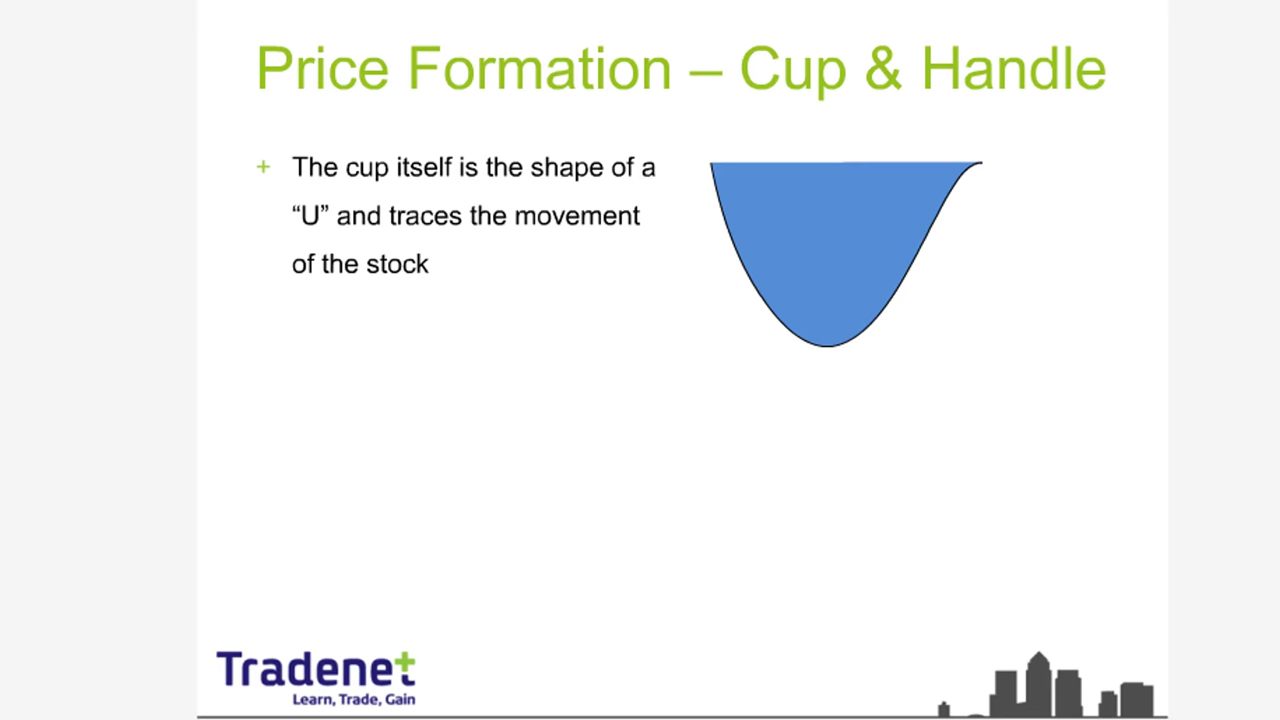 Price Formation – Cup & Handle
+ The cup itself is the shape of a
“U” and traces the movement
of the stock
Tradenet
Learn, Trade, Gain